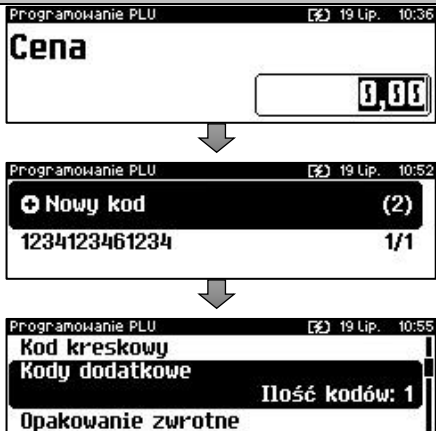 Programowanie PLU 19 Lip. 10:36
Cena
0,00
Programowanie PLU 19 Lip. 10:52
Nowy kod (2)
1234123461234 1/1
Programowanie PLU 19 Lip. 10:55
Kod kreskowy
Kody dodatkowe
Ilość kodów: 1
Opakowanie zwrotne